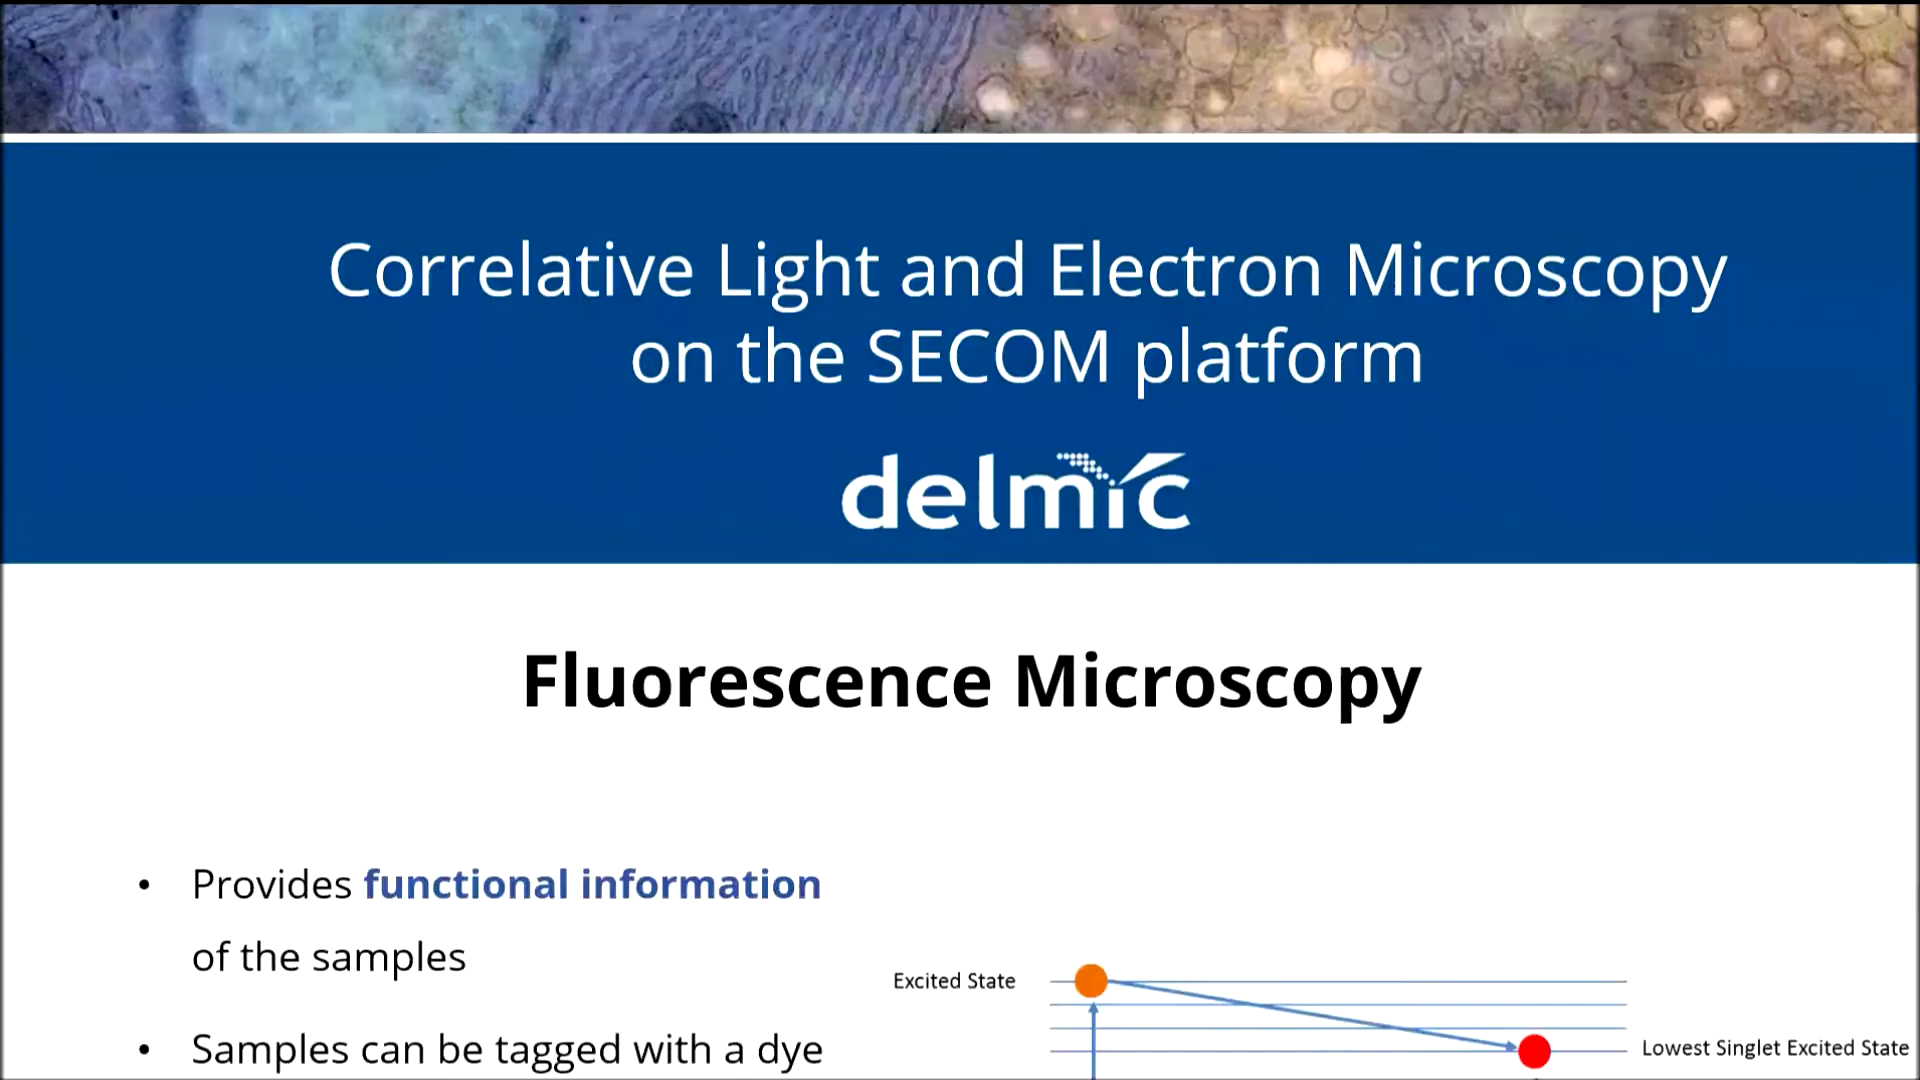 Correlative Light and Electron Microscopy
on the SECOM platform
delmic
Fluorescence Microscopy
• Provides functional information
of the samples
• Samples can be tagged with a dye
Excited State
Lowest Singlet Excited State